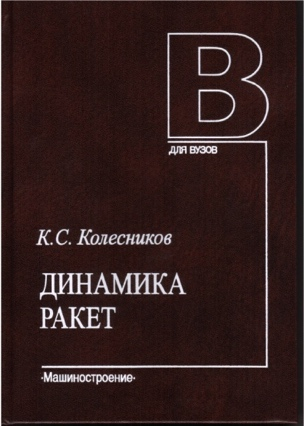 В
ДЛЯ ВУЗОВ
К.С. Колесников
ДИНАМИКА
РАКЕТ
·Машиностроение·